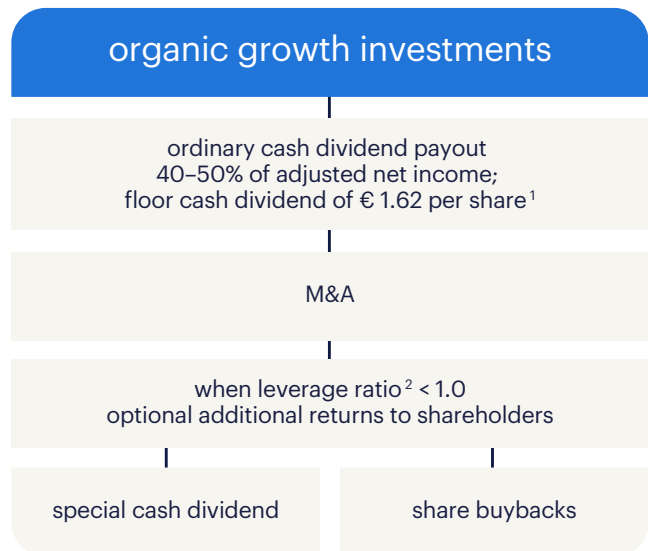 organic growth investments
ordinary cash dividend payout
40–50% of adjusted net income;
floor cash dividend of € 1.62 per share ¹
M&A
when leverage ratio ² < 1.0
optional additional returns to shareholders
special cash dividend
share buybacks